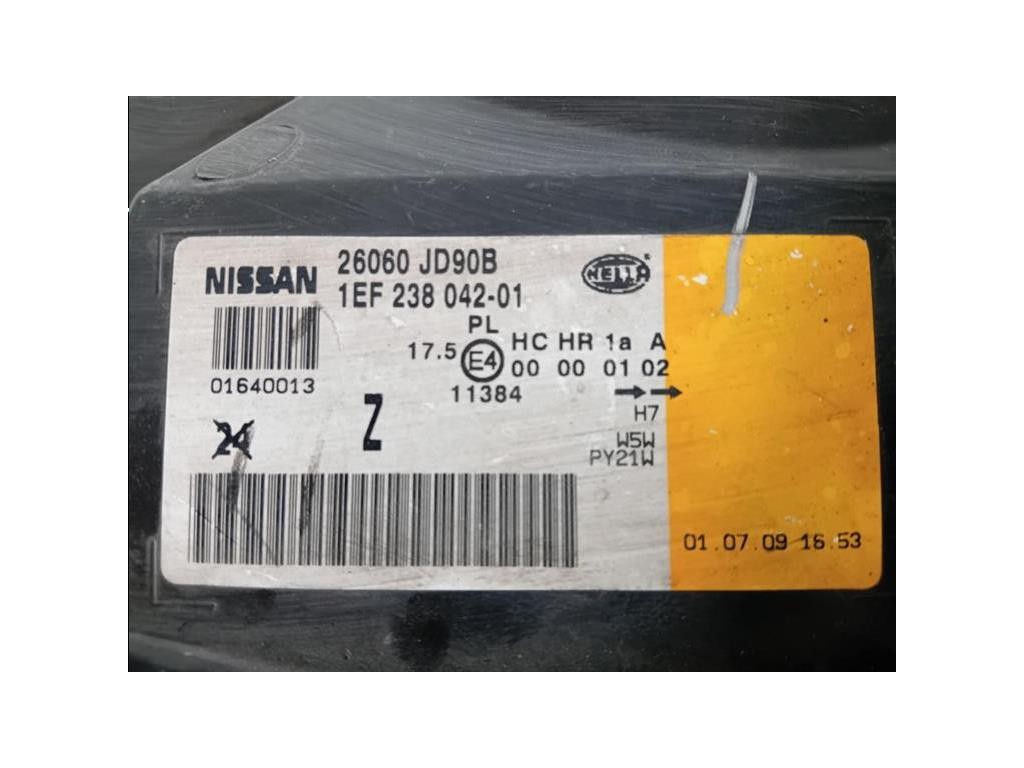 NISSAN
26060 JD90B
1EF 238 042-01
HELLA
PL
17.5 E4 HC HR 1a A
00 00 01 02
11384
01640013
24
Z
H7
W5W
PY21W
01.07.09 16.53